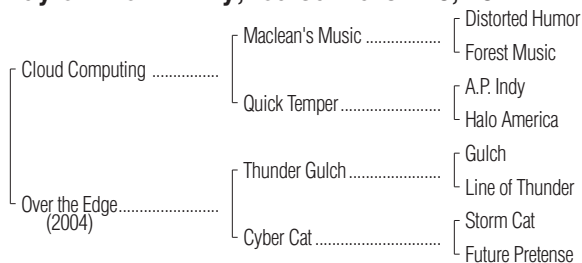 Distorted Humor
Maclean's Music ....................
Forest Music
Cloud Computing ..................
A.P. Indy
Quick Temper..........................
Halo America
Gulch
Thunder Gulch........................
Line of Thunder
Over the Edge...........................
(2004)
Storm Cat
Cyber Cat .................................
Future Pretense